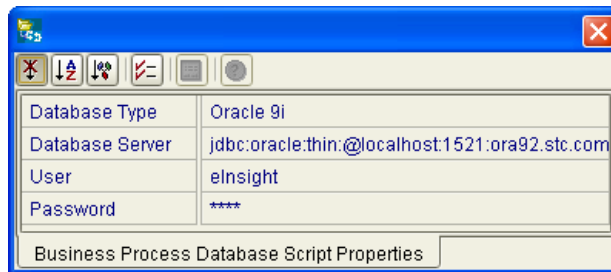 Database Type Oracle 9i
Database Server jdbc:oracle:thin:@localhost:1521:ora92.stc.com
User eInsight
Password ****
Business Process Database Script Properties